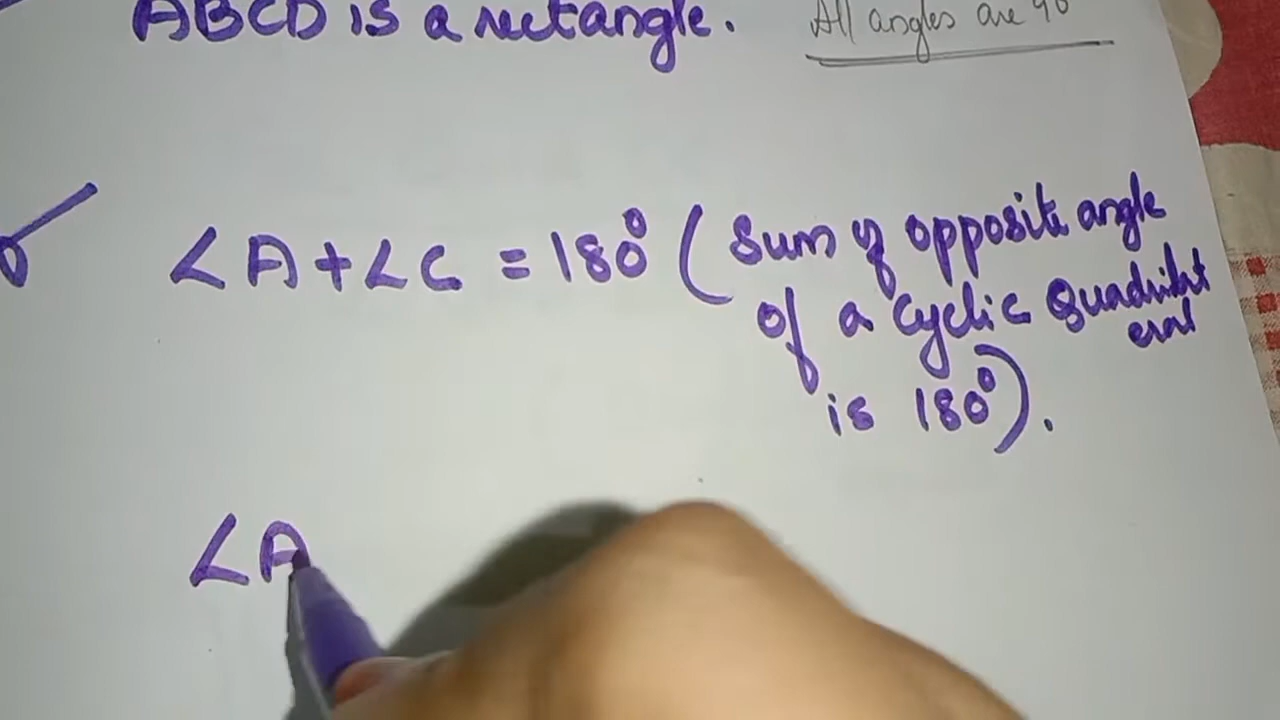 ABCD is a rectangle. All angles are 90°
∠A+∠C = 180° (Sum of opposite angle
of a cyclic Quadrilat
eral
is 180°).
∠A